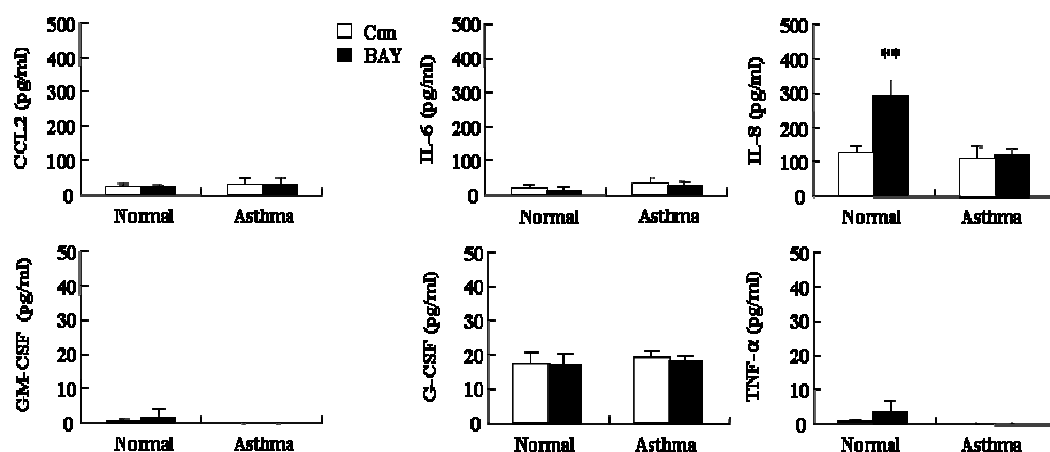 CCL2 (pg/ml)
500
400
300
200
100
0
Normal Asthma
Con
BAY
IL-6 (pg/ml)
500
400
300
200
100
0
Normal Asthma
IL-8 (pg/ml)
500
400
300
200
100
0
**
Normal Asthma
GM-CSF (pg/ml)
50
40
30
20
10
0
Normal Asthma
G-CSF (pg/ml)
50
40
30
20
10
0
Normal Asthma
TNF-α (pg/ml)
50
40
30
20
10
0
Normal Asthma